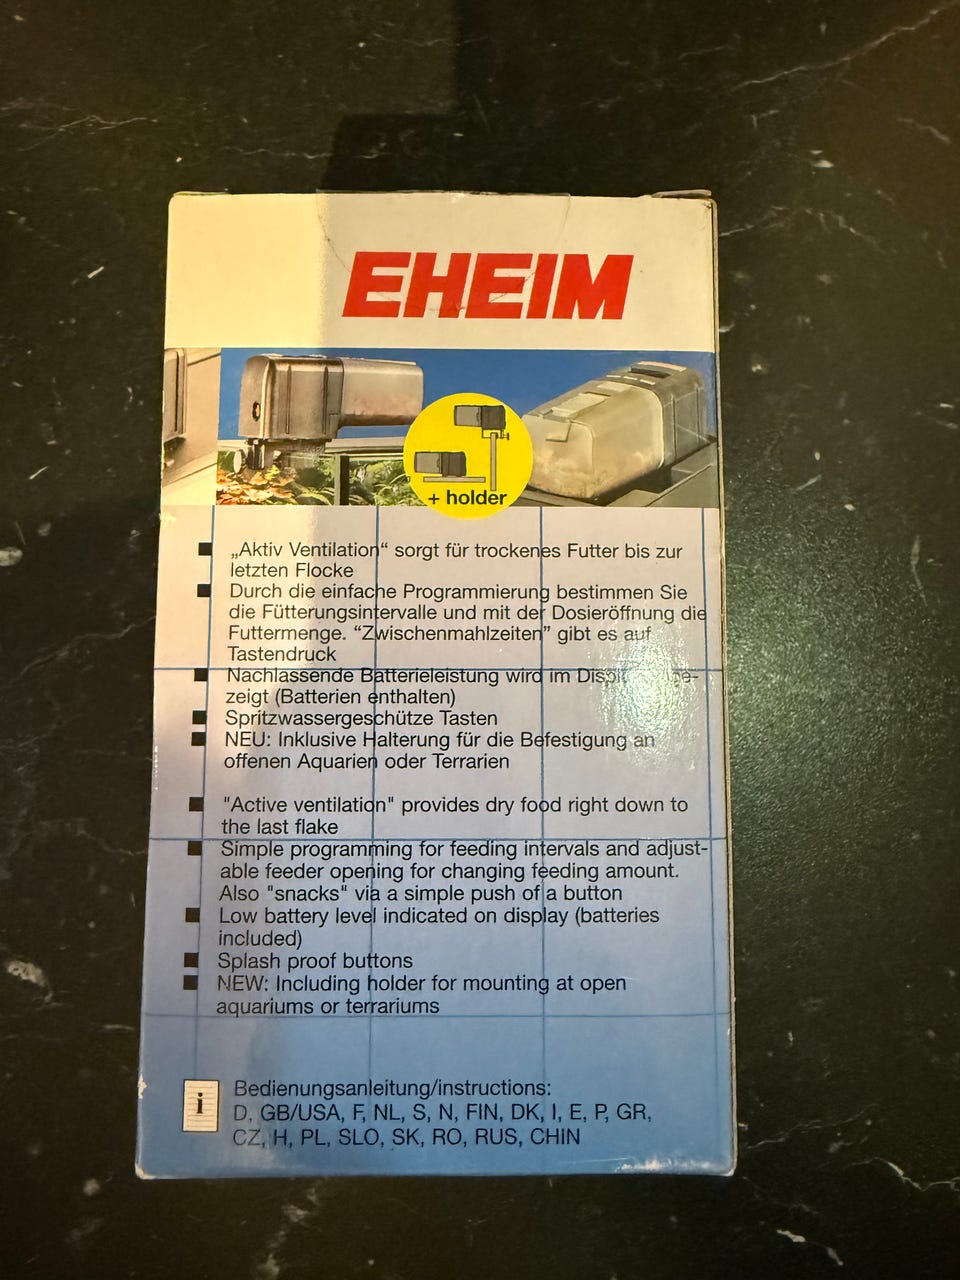 EHEIM
+ holder
■ „Aktiv Ventilation“ sorgt für trockenes Futter bis zur
letzten Flocke
■ Durch die einfache Programmierung bestimmen Sie
die Fütterungsintervalle und mit der Dosieröffnung die
Futtermenge. “Zwischenmahlzeiten” gibt es auf
Tastendruck
■ Nachlassende Batterieleistung wird im
zeigt (Batterien enthalten)
■ Spritzwassergeschütze Tasten
■ NEU: Inklusive Halterung für die Befestigung an
offenen Aquarien oder Terrarien
■ "Active ventilation" provides dry food right down to
the last flake
■ Simple programming for feeding intervals and adjust-
able feeder opening for changing feeding amount.
Also "snacks" via a simple push of a button
■ Low battery level indicated on display (batteries
included)
■ Splash proof buttons
■ NEW: Including holder for mounting at open
aquariums or terrariums
i
Bedienungsanleitung/instructions:
D, GB/USA, F, NL, S, N, FIN, DK, I, E, P, GR,
CZ, H, PL, SLO, SK, RO, RUS, CHIN